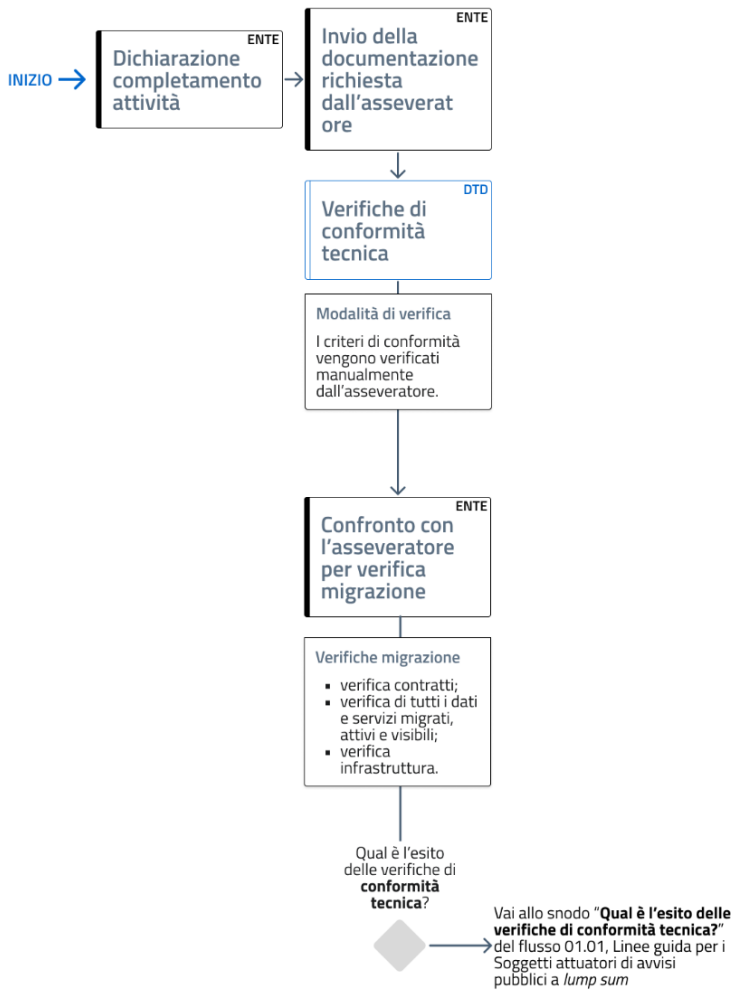 INIZIO
ENTE
Dichiarazione
completamento
attività
ENTE
Invio della
documentazione
richiesta
dall'asseverat
ore
DTD
Verifiche di
conformità
tecnica
Modalità di verifica
I criteri di conformità
vengono verificati
manualmente
dall'asseveratore.
ENTE
Confronto con
l'asseveratore
per verifica
migrazione
Verifiche migrazione
▪ verifica contratti;
▪ verifica di tutti i dati
e servizi migrati,
attivi e visibili;
▪ verifica
infrastruttura.
Qual è l'esito
delle verifiche di
conformità
tecnica?
Vai allo snodo “Qual è l'esito delle
verifiche di conformità tecnica?”
del flusso 01.01, Linee guida per i
Soggetti attuatori di avvisi
pubblici a lump sum